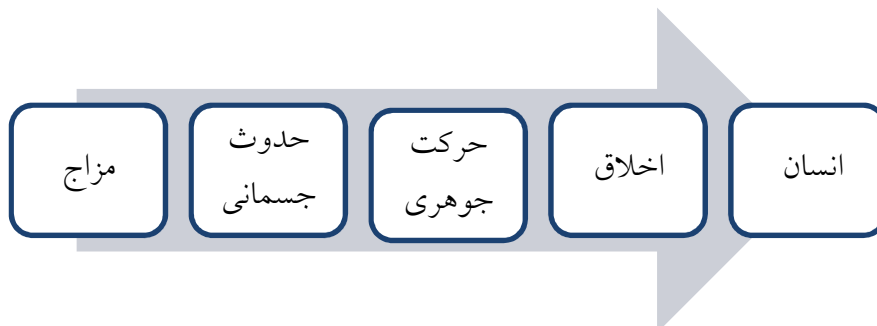 مزاج
حدوث
جسمانی
حرکت
جوهری
اخلاق
انسان